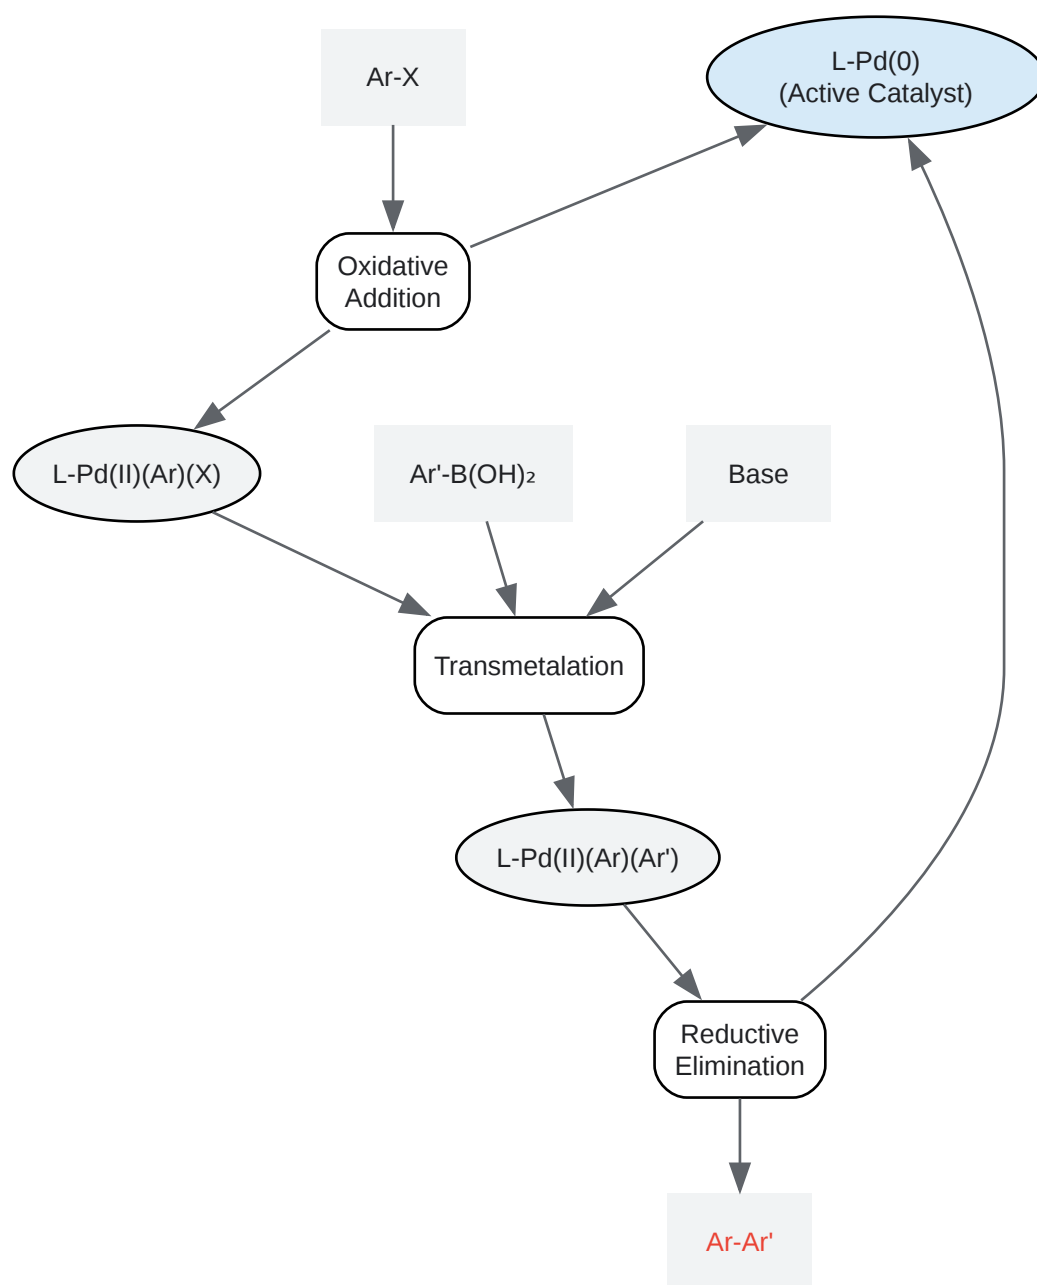 Ar-X
L-Pd(0)
(Active Catalyst)
Oxidative
Addition
L-Pd(II)(Ar)(X)
Ar'-B(OH)₂
Base
Transmetalation
L-Pd(II)(Ar)(Ar')
Reductive
Elimination
Ar-Ar'